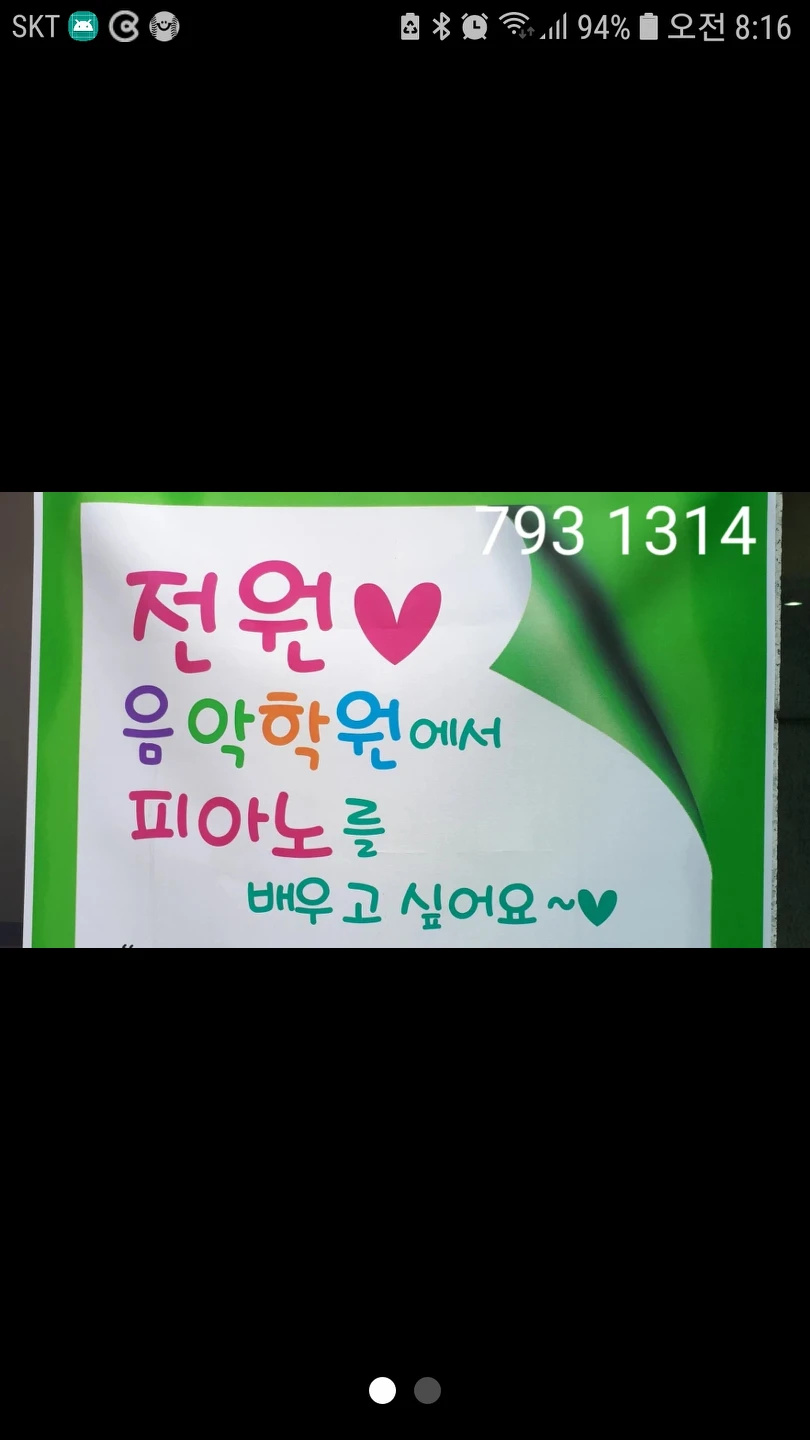 SKT 94% 오전 8:16
793 1314
전원♥
음악학원에서
피아노를
배우고 싶어요~♥
“